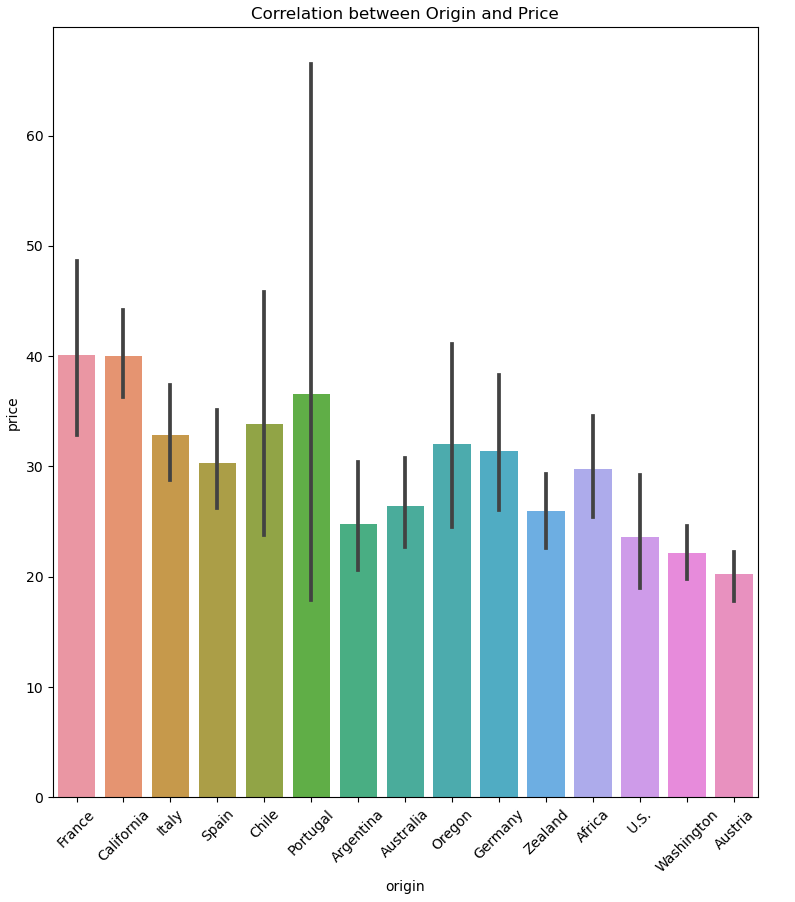 Correlation between Origin and Price
price
60
50
40
30
20
10
0
France
California
Italy
Spain
Chile
Portugal
Argentina
Australia
Oregon
Germany
Zealand
Africa
U.S.
Washington
Austria
origin